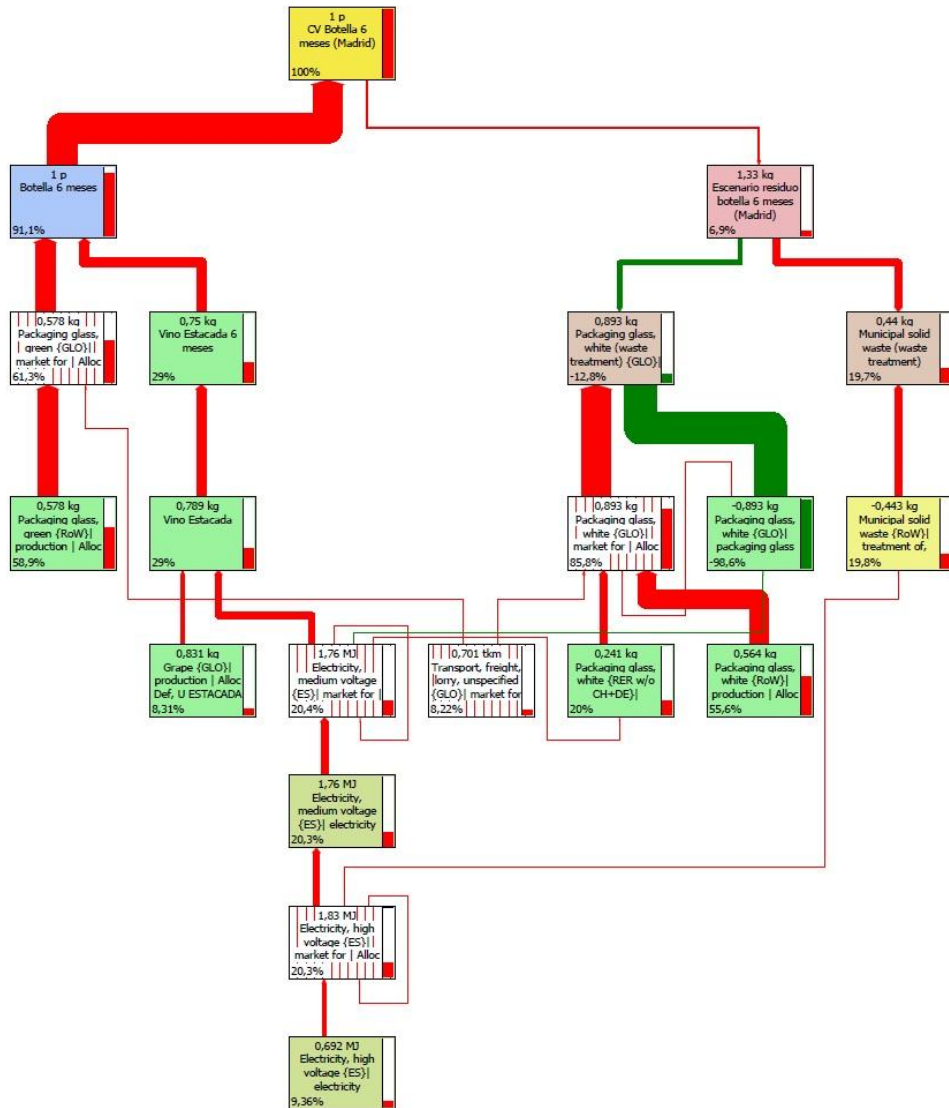 1 p
CV Botella 6
meses (Madrid)
100%
1 p
Botella 6 meses
91,1%
1,33 kg
Escenario residuo
botella 6 meses
(Madrid)
6,9%
0,578 kg
Packaging glass,
green {GLO}|
market for | Alloc
61,3%
0,75 kg
Vino Estacada 6
meses
29%
0,893 kg
Packaging glass,
white (waste
treatment) {GLO}|
-12,8%
0,44 kg
Municipal solid
waste (waste
treatment)
19,7%
0,578 kg
Packaging glass,
green {RoW}|
production | Alloc
58,9%
0,789 kg
Vino Estacada
29%
0,893 kg
Packaging glass,
white {GLO}|
market for | Alloc
85,8%
-0,893 kg
Packaging glass,
white {GLO}|
packaging glass
-98,6%
-0,443 kg
Municipal solid
waste {RoW}|
treatment of,
19,8%
0,831 kg
Grape {GLO}|
production | Alloc
Def, U ESTACADA
8,31%
1,76 MJ
Electricity,
medium voltage
{ES}| market for |
20,4%
0,701 tkm
Transport, freight,
lorry, unspecified
{GLO}| market for
8,22%
0,241 kg
Packaging glass,
white {RER w/o
CH+DE}|
20%
0,564 kg
Packaging glass,
white {RoW}|
production | Alloc
55,6%
1,76 MJ
Electricity,
medium voltage
{ES}| electricity
20,3%
1,83 MJ
Electricity, high
voltage {ES}|
market for | Alloc
20,3%
0,692 MJ
Electricity, high
voltage {ES}|
electricity
9,36%